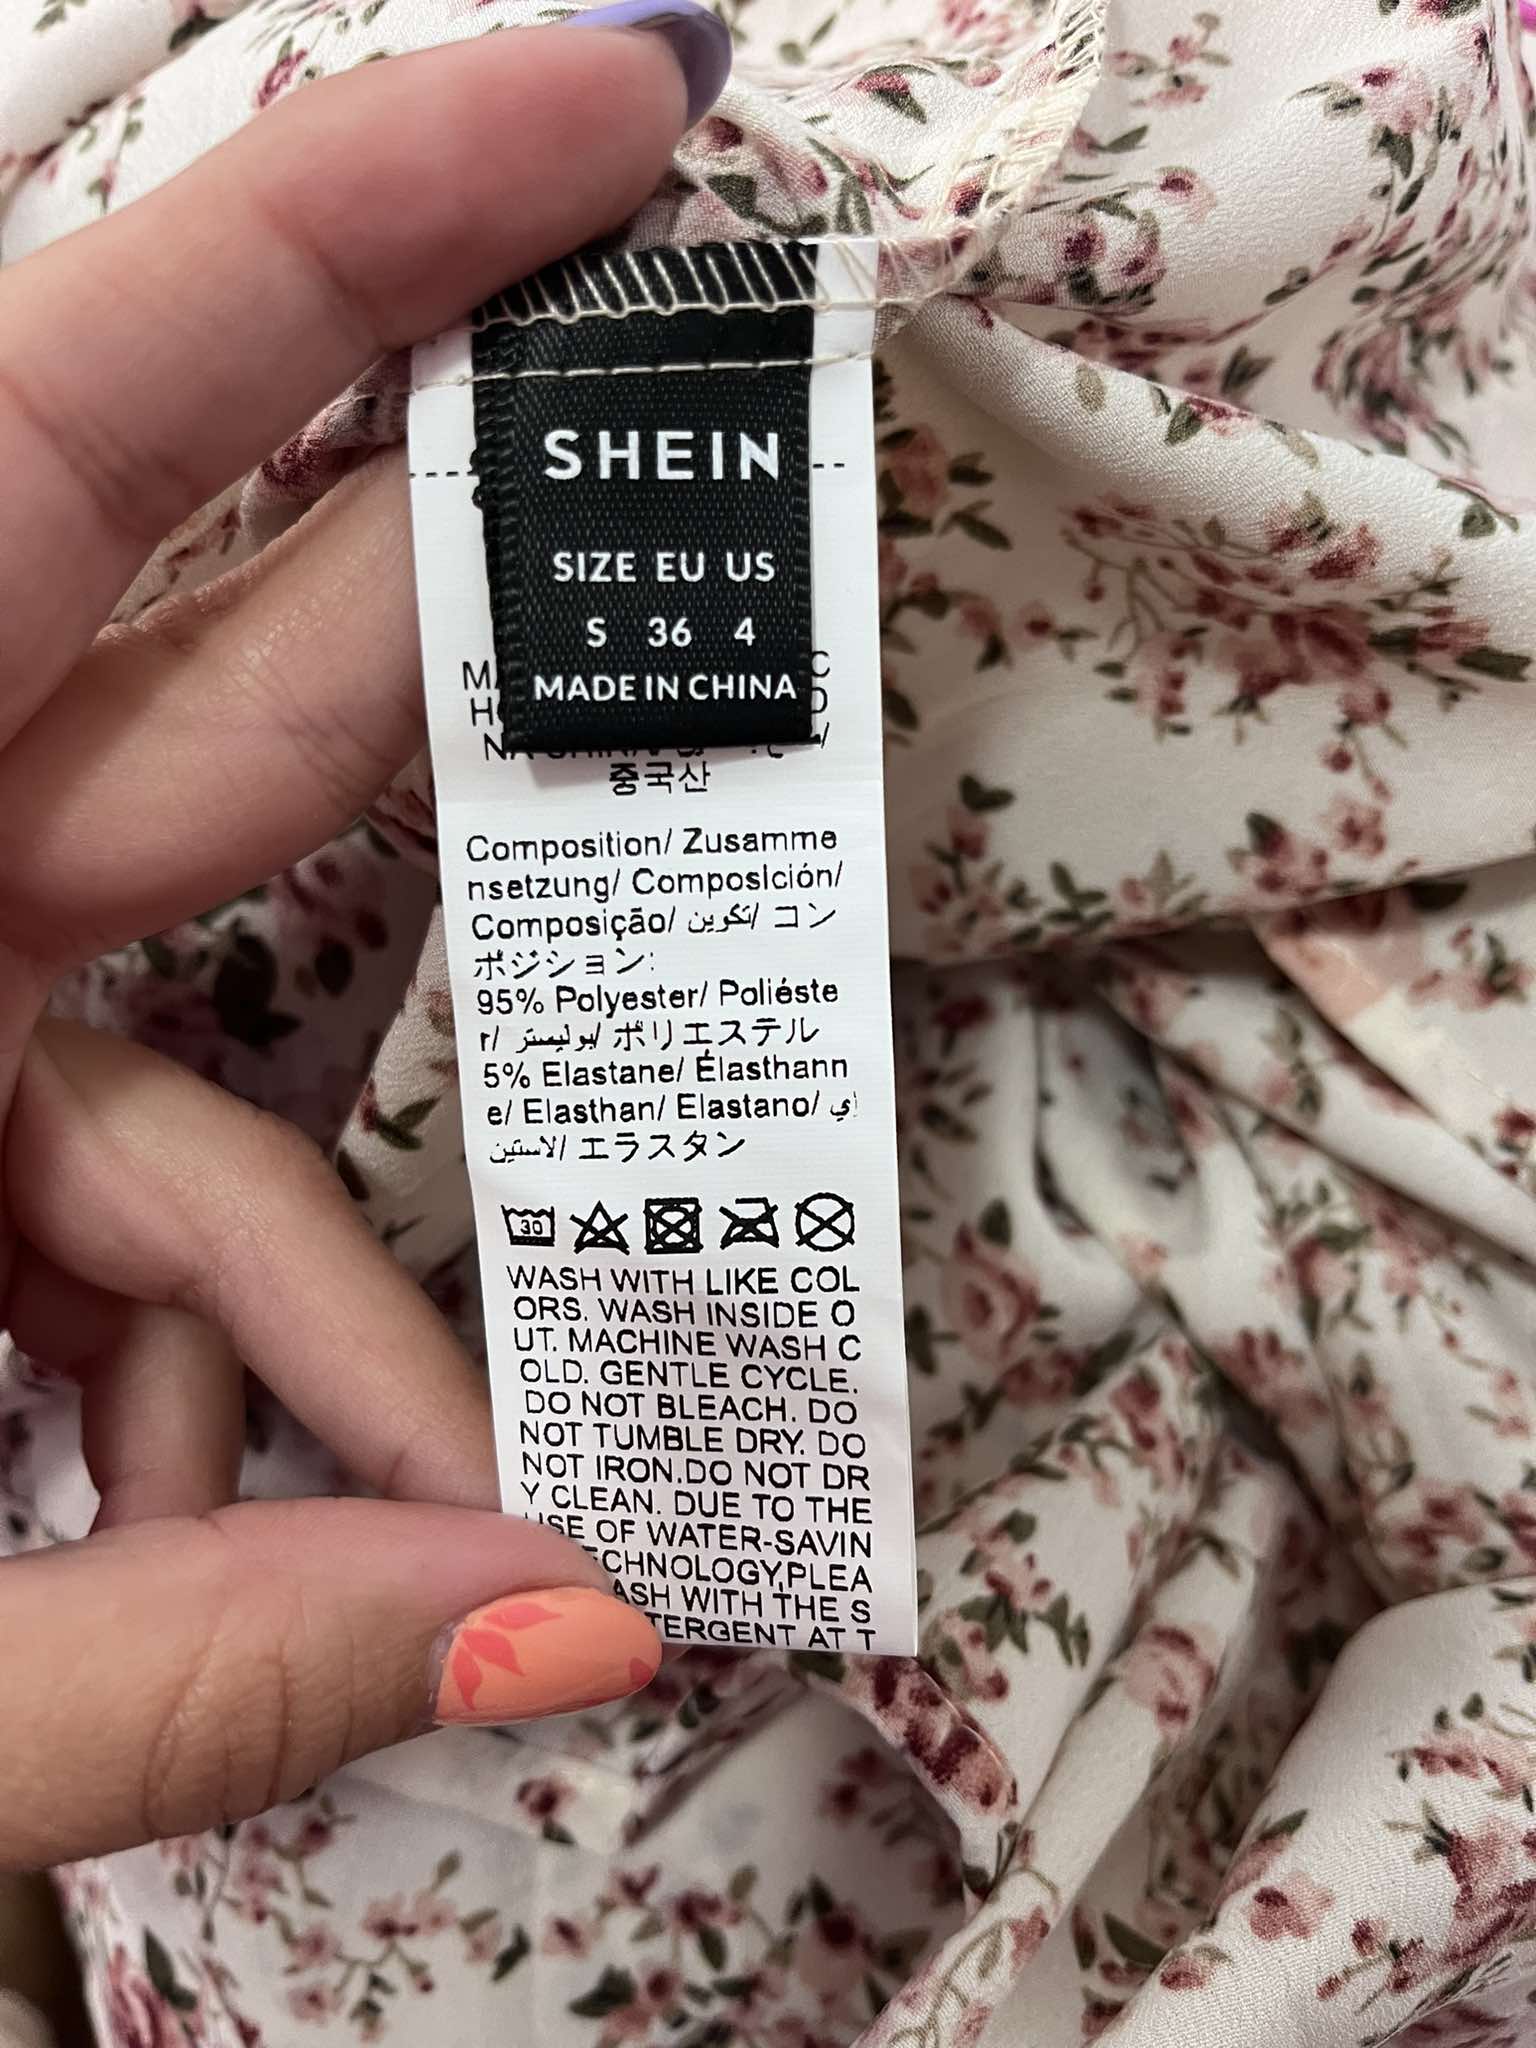 SHEIN
SIZE EU US
S 36 4
MADE IN CHINA
중국산
Composition/ Zusamme
nsetzung/ Composición/
Composição/ تكوين/ コン
ポジション:
95% Polyester/ Poliéste
r/ بوليستر/ ポリエステル
5% Elastane/ Élasthann
e/ Elasthan/ Elastano/ إي
لاستين/ エラスタン
30
WASH WITH LIKE COL
ORS. WASH INSIDE O
UT. MACHINE WASH C
OLD. GENTLE CYCLE.
DO NOT BLEACH. DO
NOT TUMBLE DRY. DO
NOT IRON.DO NOT DR
Y CLEAN. DUE TO THE
USE OF WATER-SAVIN
ECHNOLOGY,PLEA
ASH WITH THE S
TERGENT AT T